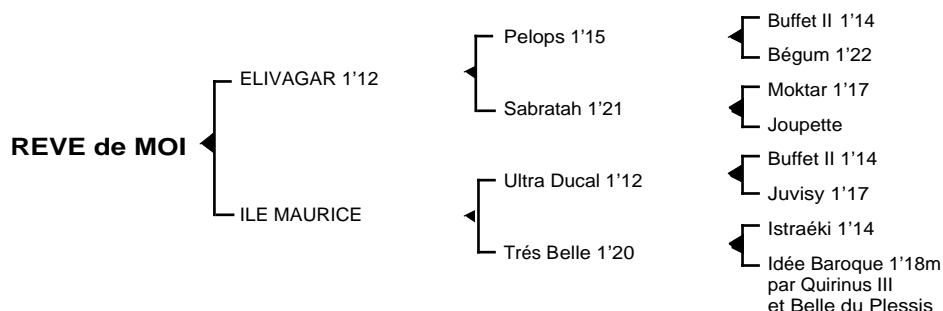 Buffet II 1’14
Pelops 1’15
Bégum 1’22
ELIVAGAR 1’12
Moktar 1’17
Sabratah 1’21
Joupette
REVE de MOI
Buffet II 1’14
Ultra Ducal 1’12
Juvisy 1’17
ILE MAURICE
Istraéki 1’14
Trés Belle 1’20
Idée Baroque 1’18m
par Quirinus III
et Belle du Plessis